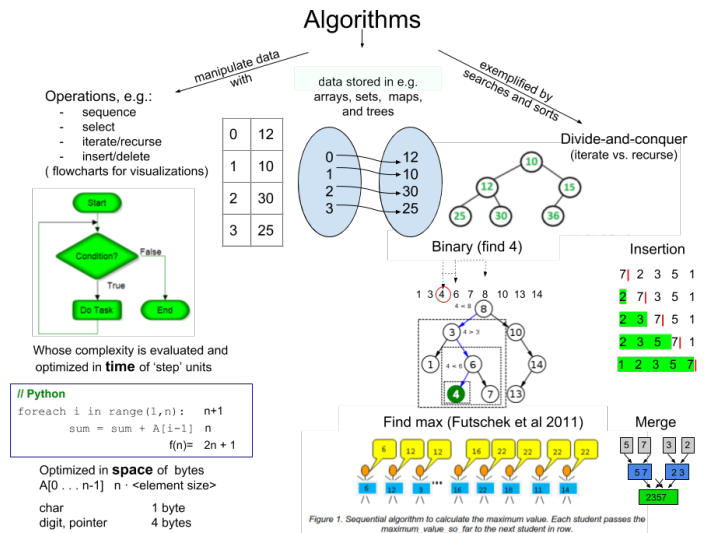 Algorithms
manipulate data
with
data stored in e.g.
arrays, sets, maps,
and trees
exemplified by
searches and sorts
Operations, e.g.:
- sequence
- select
- iterate/recurse
- insert/delete
( flowcharts for visualizations)
Start
Condition?
False
True
Do Task
End
Whose complexity is evaluated and
optimized in time of ‘step’ units
// Python
foreach i in range(1,n): n+1
sum = sum + A[i-1] n
f(n)= 2n + 1
Optimized in space of bytes
A[0 . . . n-1] n · <element size>
char 1 byte
digit, pointer 4 bytes
0 12
1 10
2 30
3 25
0 12
1 10
2 30
3 25
Divide-and-conquer
(iterate vs. recurse)
10
12 15
25 30 36
Binary (find 4)
1 3 4 6 7 8 10 13 14
4 < 8 8
3 4 > 3 10
1 4 < 6 6 14
4 7 13
Insertion
7| 2 3 5 1
2 7| 3 5 1
2 3 7| 5 1
2 3 5 7| 1
1 2 3 5 7|
Find max (Futschek et al 2011)
6 12 12 16 22 22 22 22
6 12 3 ... 16 22 18 11 14
Figure 1. Sequential algorithm to calculate the maximum value. Each student passes the
maximum_value_so_far to the next student in row.
Merge
5 7 3 2
5 7 2 3
2357